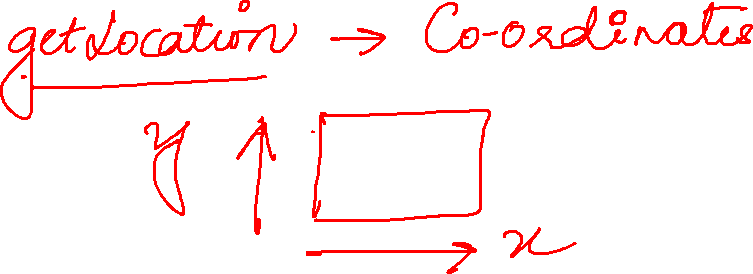 getLocation → Co-ordinates
y
x